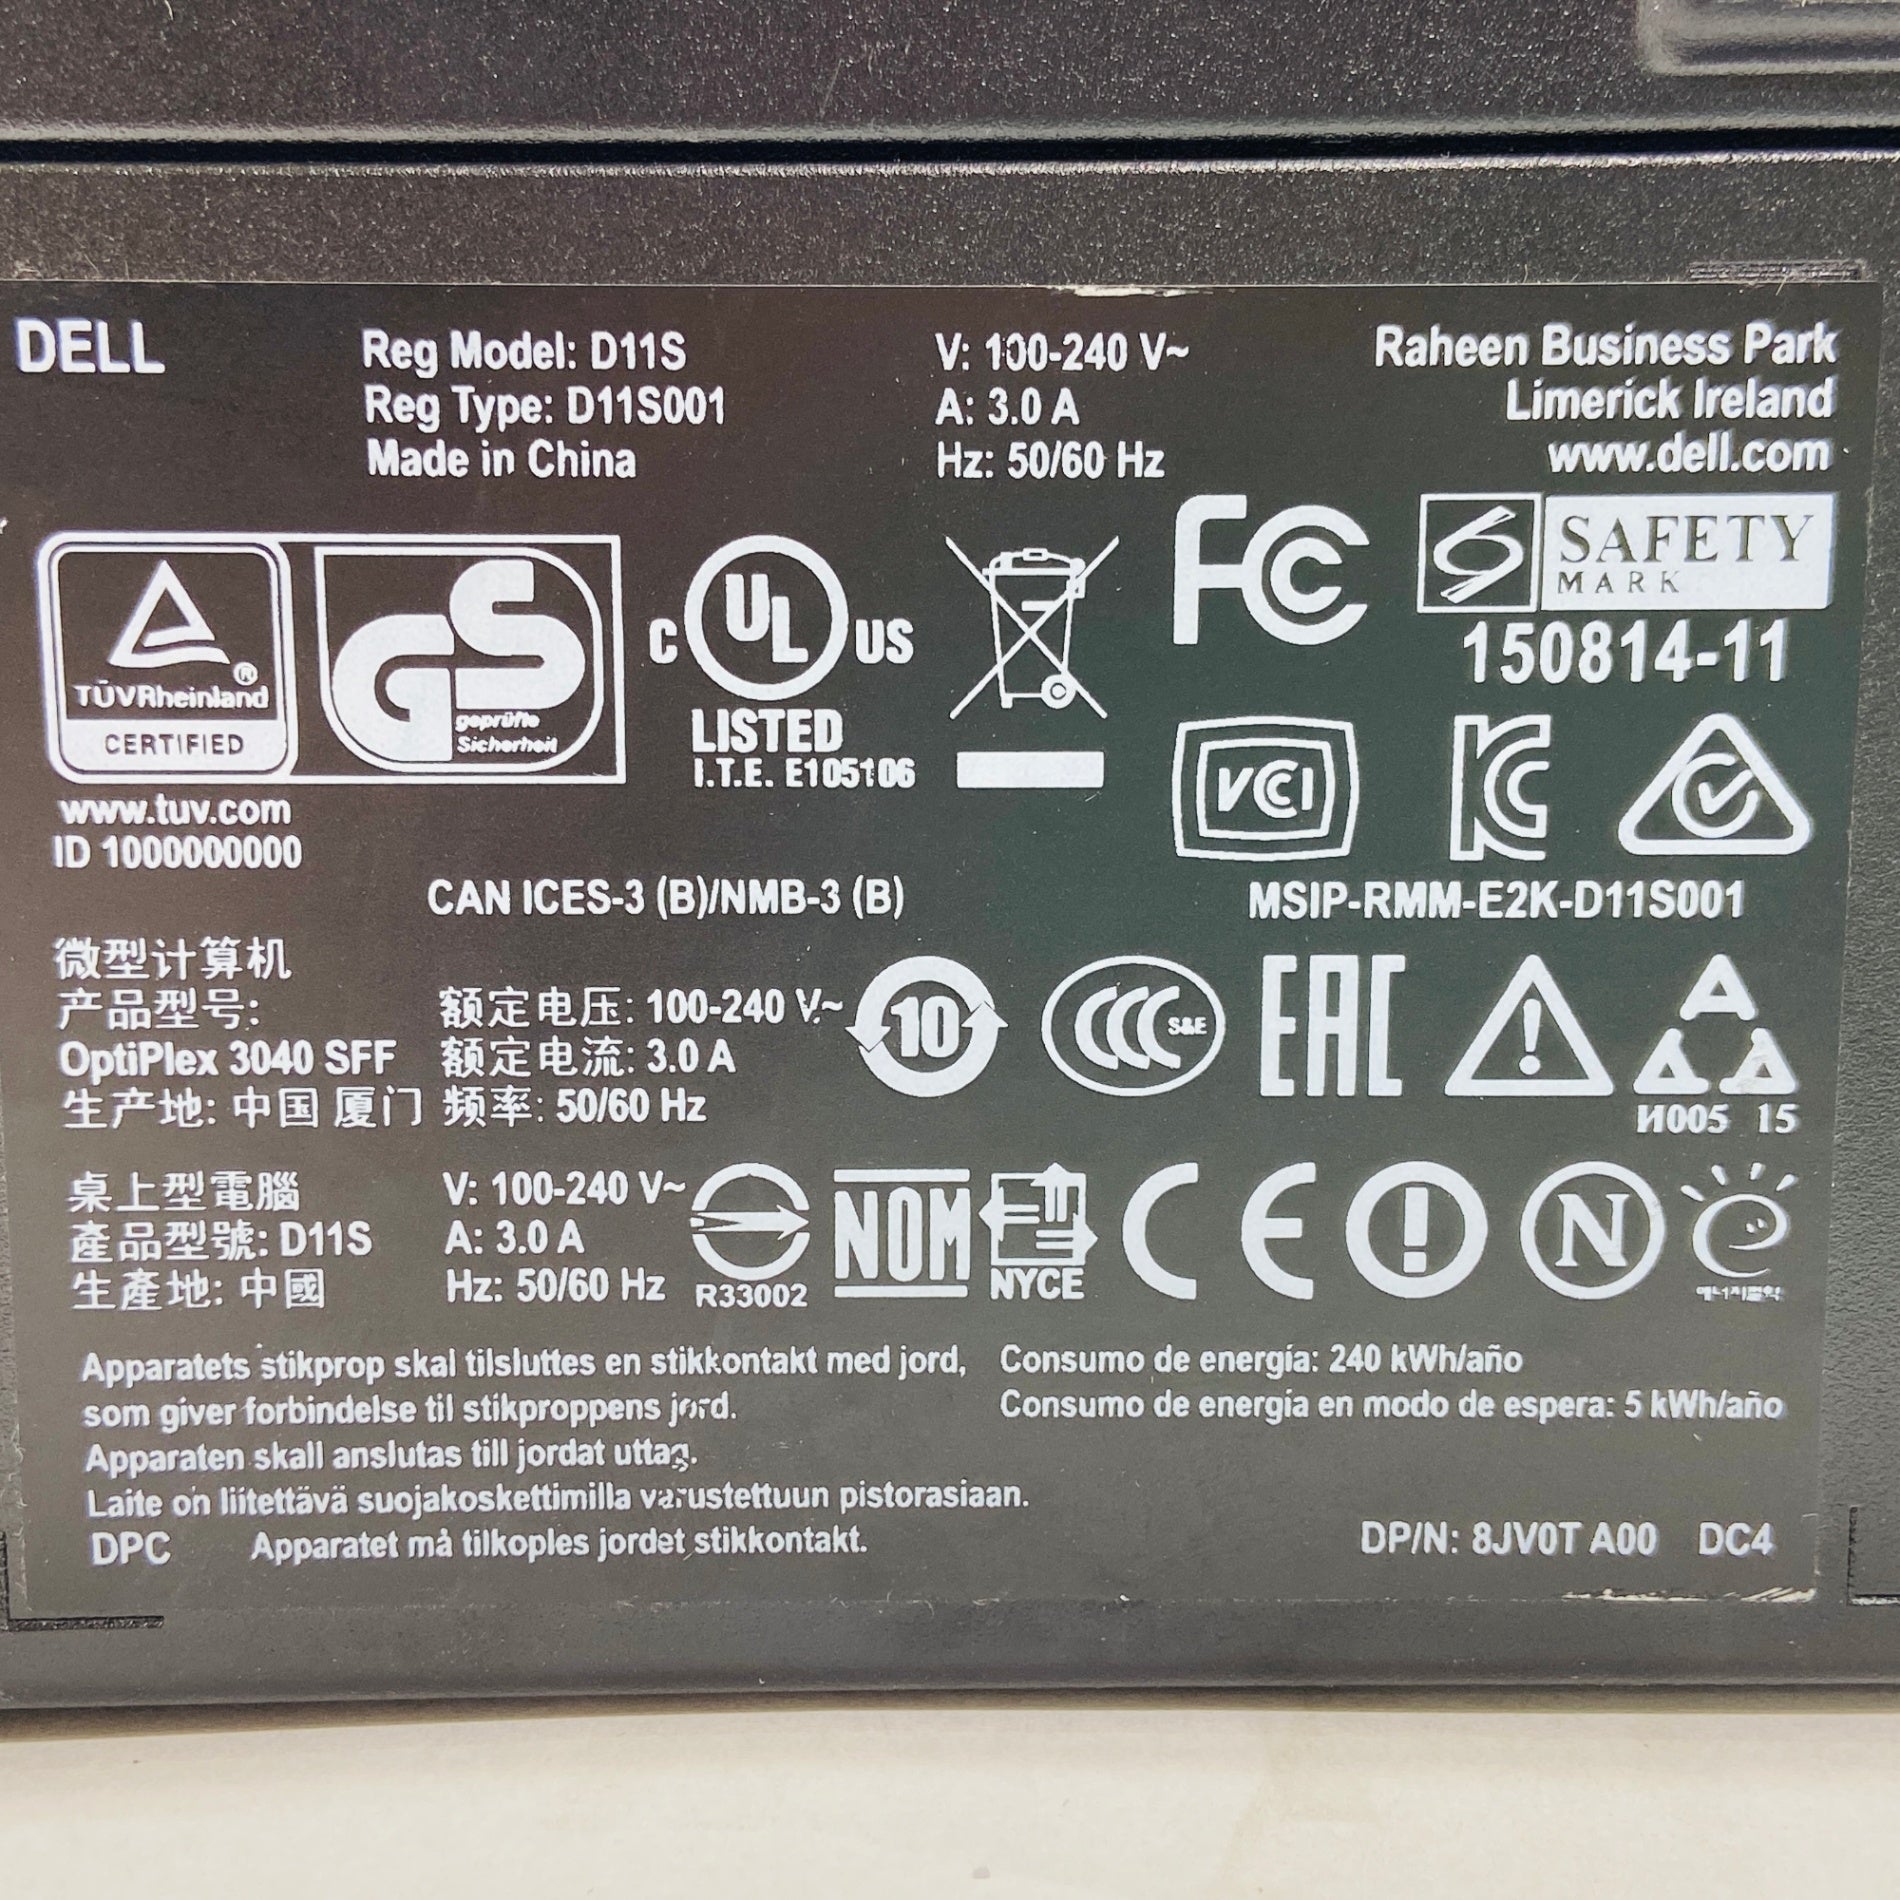 DELL
Reg Model: D11S
Reg Type: D11S001
Made in China
V: 100-240 V~
A: 3.0 A
Hz: 50/60 Hz
Raheen Business Park
Limerick Ireland
www.dell.com
TÜVRheinland ®
CERTIFIED
GS
geprüfte
Sicherheit
www.tuv.com
ID 1000000000
C UL US
LISTED
I.T.E. E105106
FC
SAFETY
MARK
150814-11
VCCI
MSIP-RMM-E2K-D11S001
CAN ICES-3 (B)/NMB-3 (B)
微型计算机
产品型号:
OptiPlex 3040 SFF
生产地: 中国 厦门
额定电压: 100-240 V~
额定电流: 3.0 A
频率: 50/60 Hz
10
CCC S&E
EAC
И005 15
桌上型電腦
產品型號: D11S
生產地: 中國
V: 100-240 V~
A: 3.0 A
Hz: 50/60 Hz
R33002
NOM
NYCE
CE
N
Apparatets stikprop skal tilsluttes en stikkontakt med jord,
som giver forbindelse til stikproppens jord.
Apparaten skall anslutas till jordat uttag.
Laite on liitettävä suojakoskettimilla varustettuun pistorasiaan.
DPC Apparatet må tilkoples jordet stikkontakt.
Consumo de energía: 240 kWh/año
Consumo de energía en modo de espera: 5 kWh/año
DP/N: 8JV0T A00 DC4